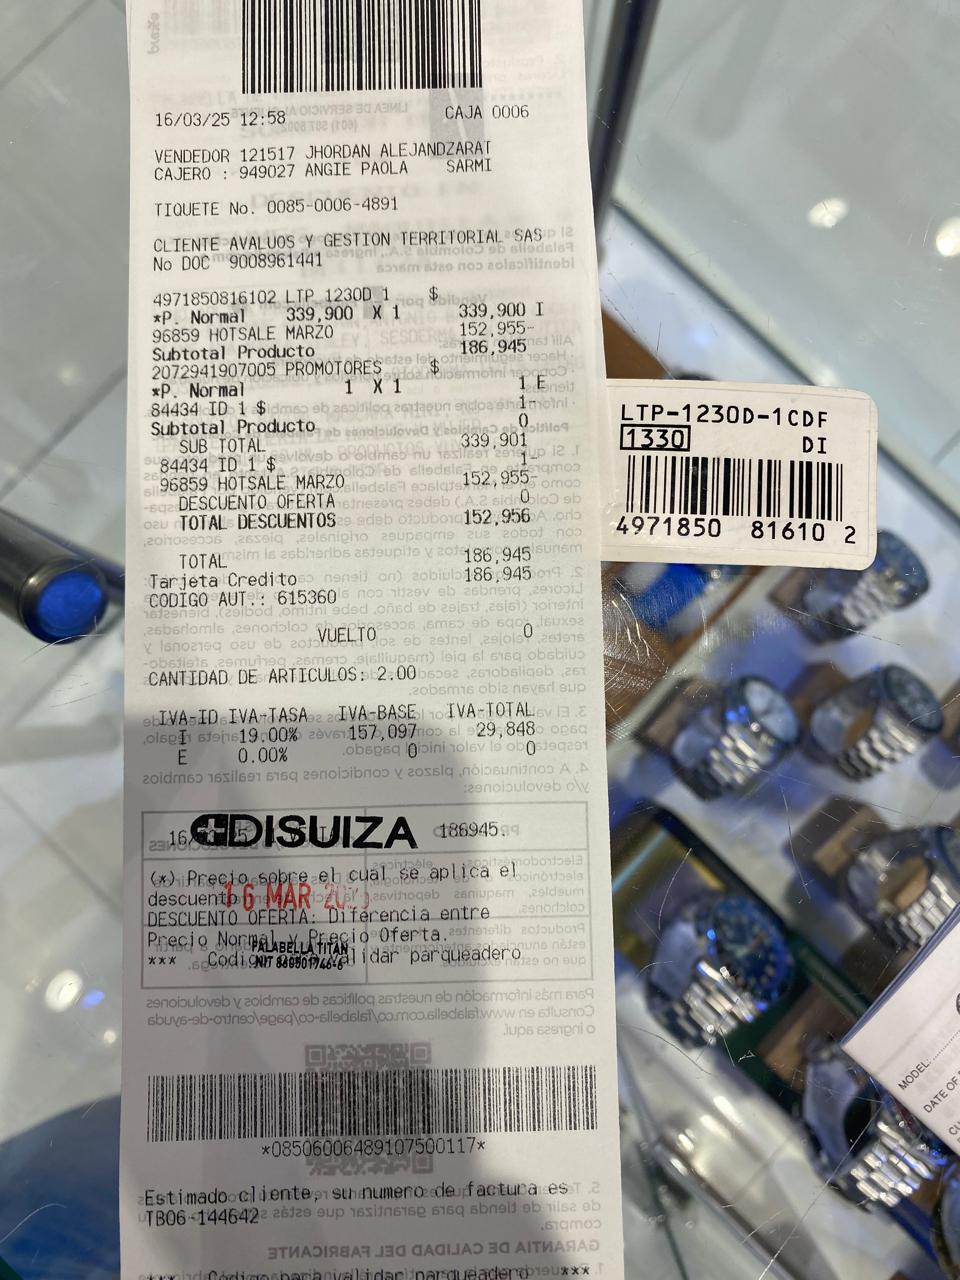 16/03/25 12:58 CAJA 0006
VENDEDOR 121517 JHORDAN ALEJANDZARAT
CAJERO : 949027 ANGIE PAOLA SARMI
TIQUETE No. 0085-0006-4891
CLIENTE AVALUOS Y GESTION TERRITORIAL SAS
No DOC 9008961441
4971850816102 LTP 1230D 1 $
*P. Normal 339,900 X 1 339,900 I
96859 HOTSALE MARZO 152,955-
Subtotal Producto 186,945
2072941907005 PROMOTORES $
*P. Normal 1 X 1 1 E
84434 ID 1 $ 1-
Subtotal Producto 0
SUB TOTAL 339,901
84434 ID 1 $ 1-
96859 HOTSALE MARZO 152,955-
DESCUENTO OFERTA 0
TOTAL DESCUENTOS 152,956
TOTAL 186,945
Tarjeta Credito 186,945
CODIGO AUT.: 615360
VUELTO 0
CANTIDAD DE ARTICULOS: 2.00
IVA-ID IVA-TASA IVA-BASE IVA-TOTAL
I 19.00% 157,097 29,848
E 0.00% 0 0
DISUIZA 186945.
(*) Precio sobre el cual se aplica el
descuento
16 MAR
DESCUENTO OFERTA: Diferencia entre
Precio Normal y Precio Oferta.
FALABELLA TITAN
*** validar parqueadero
NIT
*08506006489107500117*
Estimado cliente, su numero de factura es
TB06-144642
*** Codigo para validar parqueadero ***
LTP-1230D-1CDF
1330 DI
4971850 81610 2
MODEL:
DATE OF